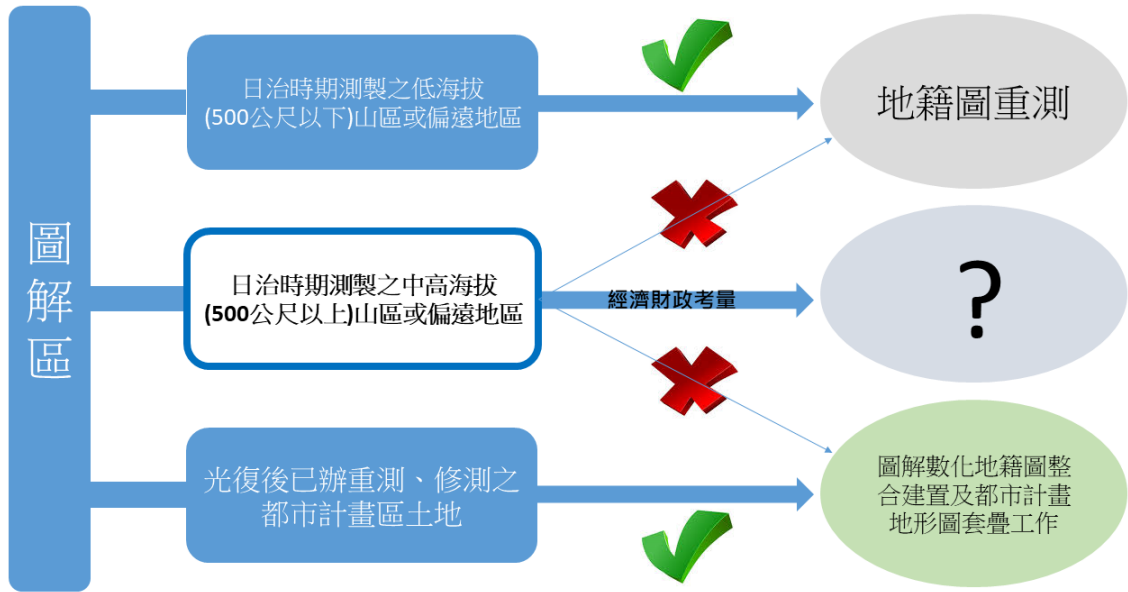 圖解區
日治時期測製之低海拔
(500公尺以下)山區或偏遠地區
地籍圖重測
日治時期測製之中高海拔
(500公尺以上)山區或偏遠地區
經濟財政考量
?
光復後已辦重測、修測之
都市計畫區土地
圖解數化地籍圖整
合建置及都市計畫
地形圖套疊工作